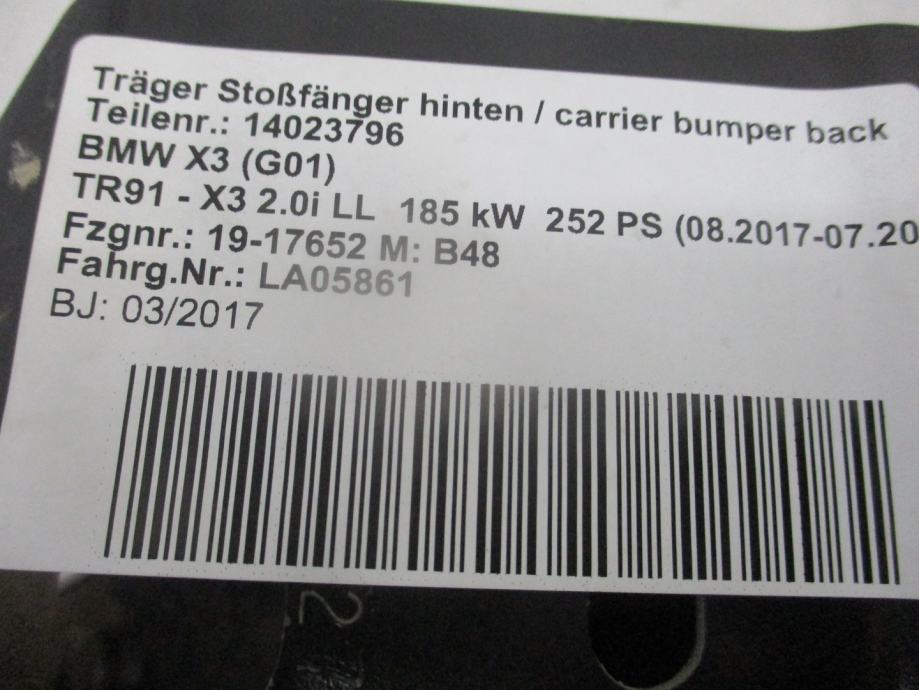 Träger Stoßfänger hinten / carrier bumper back
Teilenr.: 14023796
BMW X3 (G01)
TR91 - X3 2.0i LL 185 kW 252 PS (08.2017-07.20
Fzgnr.: 19-17652 M: B48
Fahrg.Nr.: LA05861
BJ: 03/2017
2